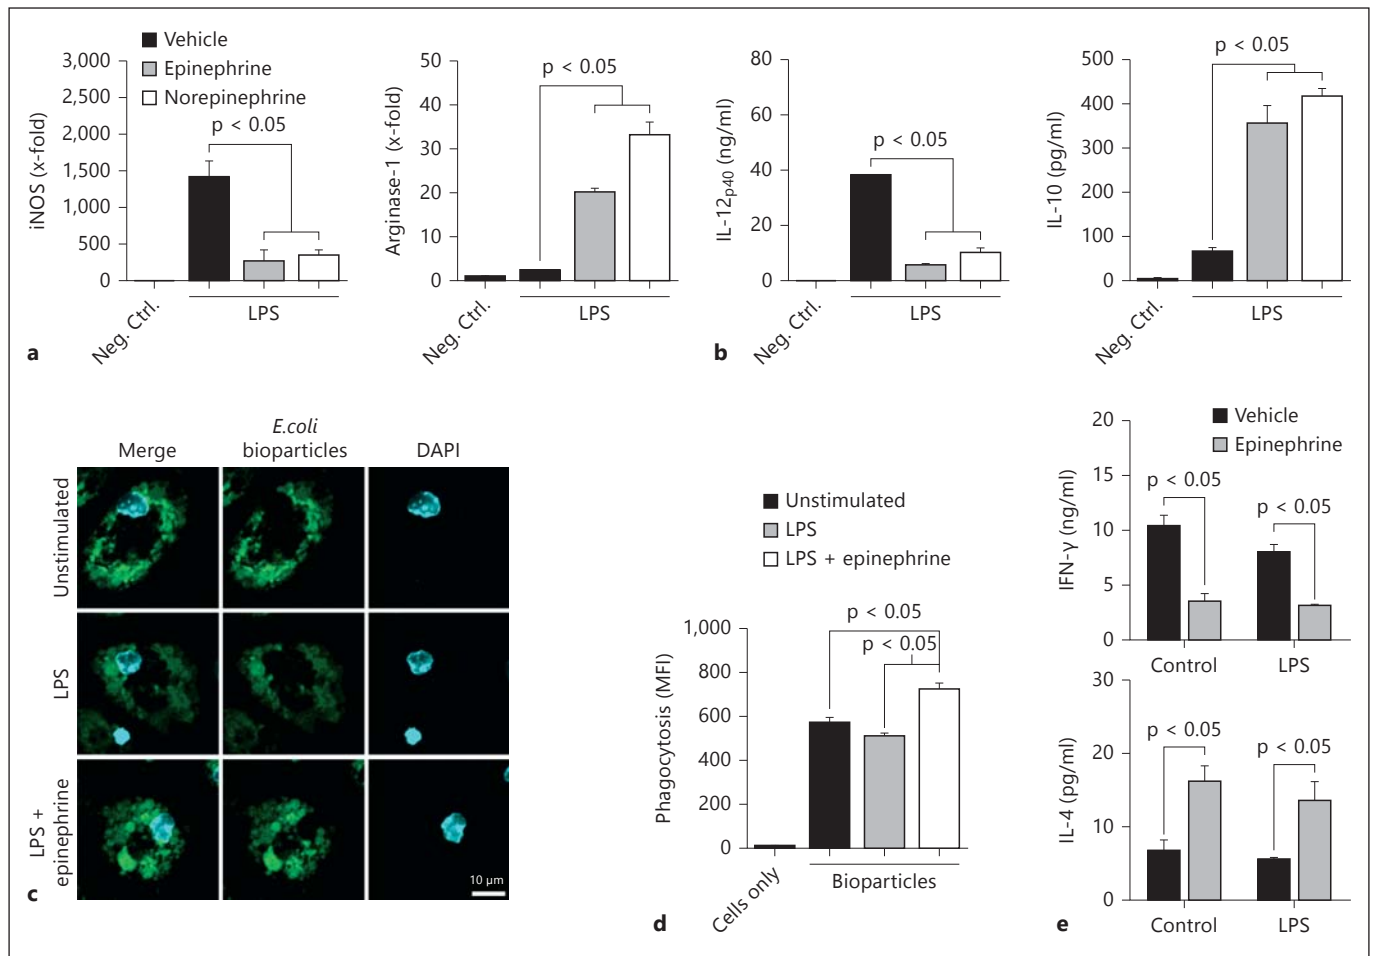 Vehicle
Epinephrine
Norepinephrine
iNOS (x-fold)
3,000
2,500
2,000
1,500
1,000
500
0
p < 0.05
Neg. Ctrl.
LPS
Arginase-1 (x-fold)
50
40
30
20
10
0
p < 0.05
Neg. Ctrl.
LPS
a
IL-12p40 (ng/ml)
80
60
40
20
0
p < 0.05
Neg. Ctrl.
LPS
IL-10 (pg/ml)
500
400
300
200
100
0
p < 0.05
Neg. Ctrl.
LPS
b
Merge
E.coli
bioparticles
DAPI
Unstimulated
LPS
LPS +
epinephrine
10 µm
c
Unstimulated
LPS
LPS + epinephrine
Phagocytosis (MFI)
1,000
800
600
400
200
0
p < 0.05
p < 0.05
Cells only
Bioparticles
d
Vehicle
Epinephrine
IFN-γ (ng/ml)
20
15
10
5
0
p < 0.05
p < 0.05
Control
LPS
IL-4 (pg/ml)
30
20
10
0
p < 0.05
p < 0.05
Control
LPS
e